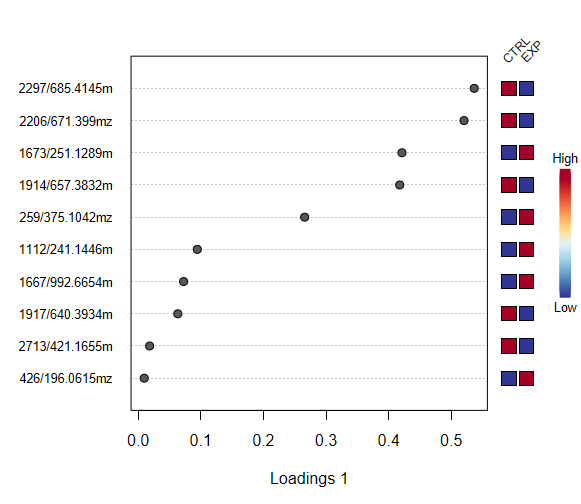 CTRL
EXP
2297/685.4145m
2206/671.399mz
1673/251.1289m
1914/657.3832m
259/375.1042mz
1112/241.1446m
1667/992.6654m
1917/640.3934m
2713/421.1655m
426/196.0615mz
High
Low
0.0 0.1 0.2 0.3 0.4 0.5
Loadings 1